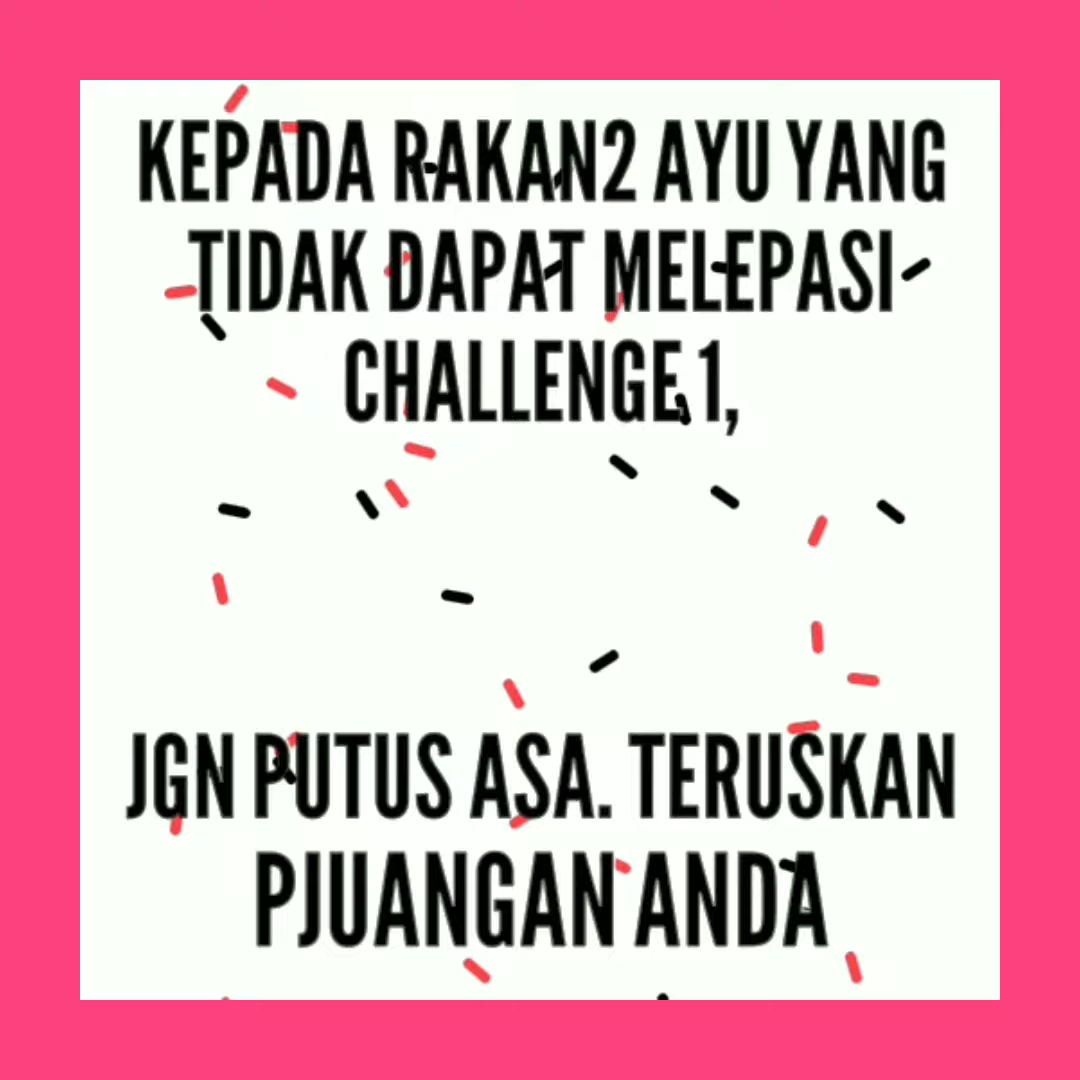 KEPADA RAKAN2 AYU YANG
TIDAK DAPAT MELEPASI
CHALLENGE 1,
JGN PUTUS ASA. TERUSKAN
PJUANGAN ANDA